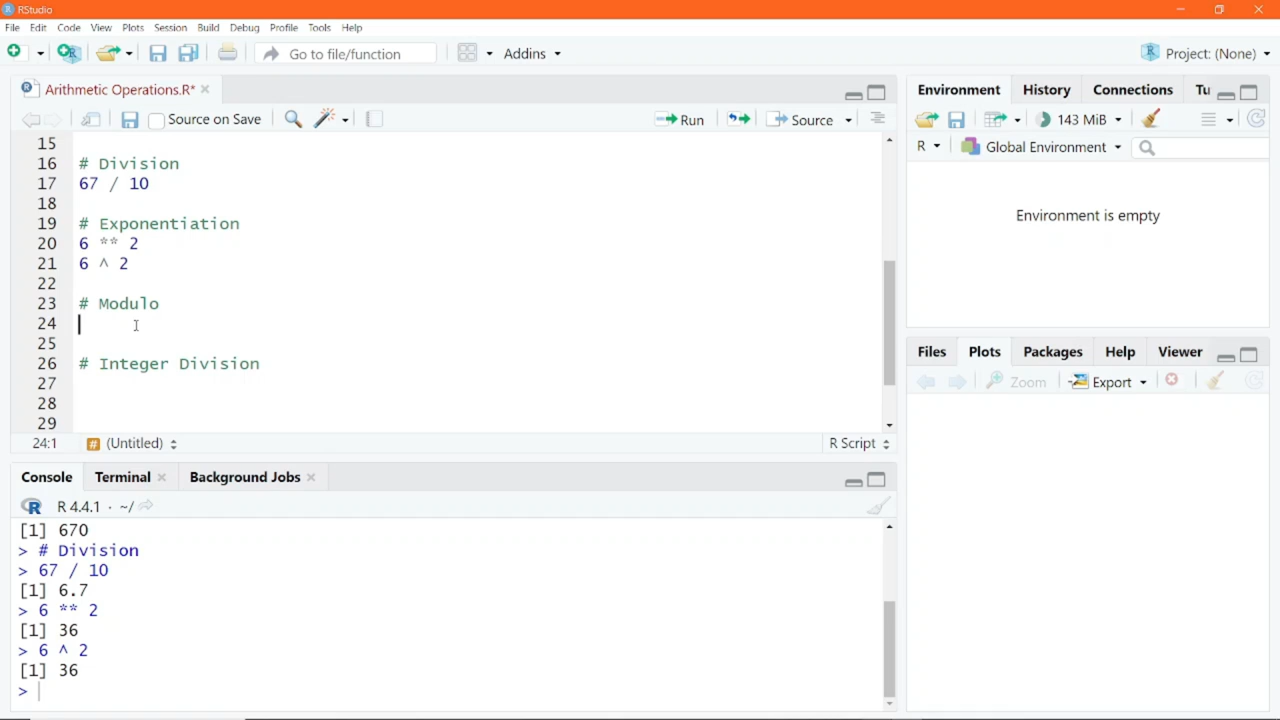 RStudio
File Edit Code View Plots Session Build Debug Profile Tools Help
Go to file/function Addins Project: (None)
Arithmetic Operations.R*
Source on Save Run Source
15
16 # Division
17 67 / 10
18
19 # Exponentiation
20 6 ** 2
21 6 ^ 2
22
23 # Modulo
24
25
26 # Integer Division
27
28
29
24:1 # (Untitled) R Script
Console Terminal Background Jobs
R R 4.4.1 · ~/
[1] 670
> # Division
> 67 / 10
[1] 6.7
> 6 ** 2
[1] 36
> 6 ^ 2
[1] 36
>
Environment History Connections Tu
143 MiB
R Global Environment
Environment is empty
Files Plots Packages Help Viewer
Zoom Export